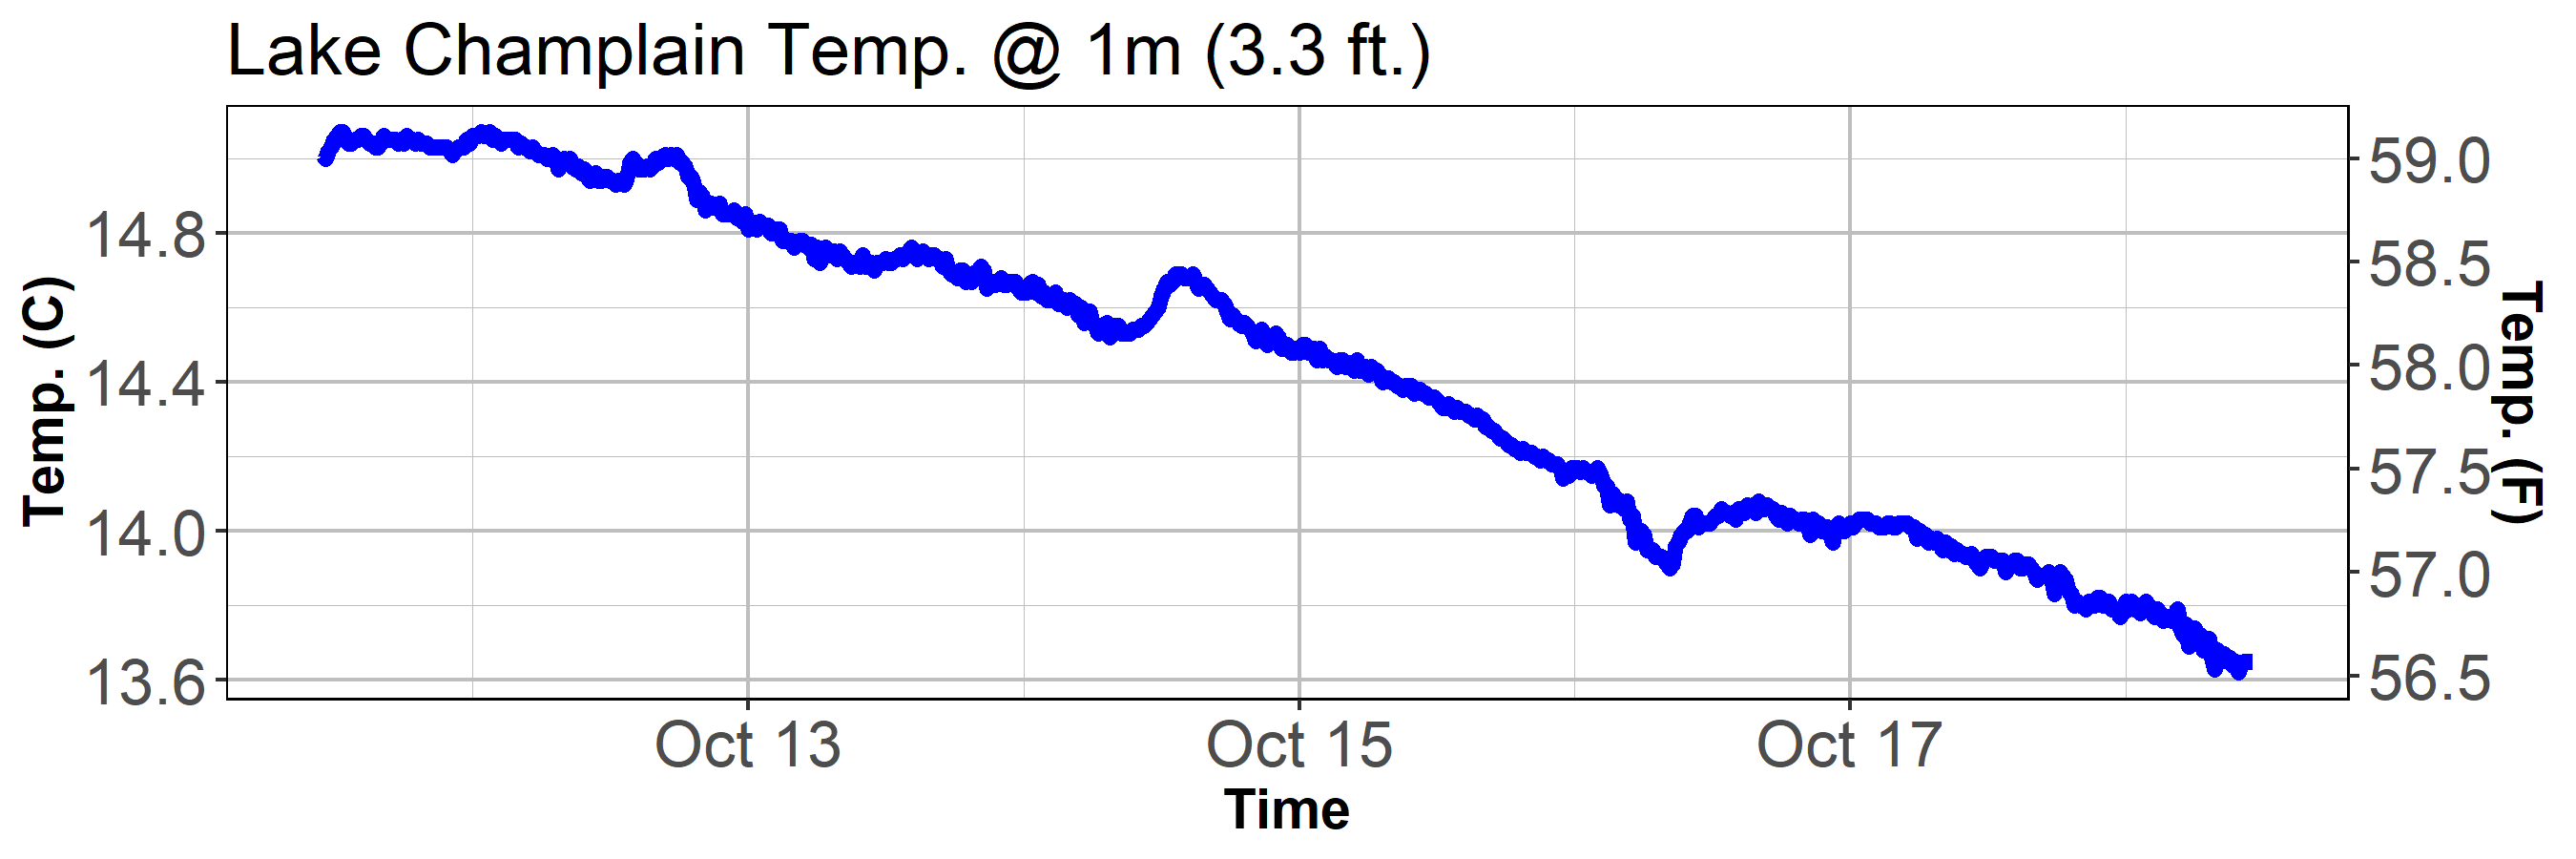 Lake Champlain Temp. @ 1m (3.3 ft.)
Temp. (C)
14.8
14.4
14.0
13.6
59.0
58.5
58.0
57.5
57.0
56.5
Temp. (F)
Oct 13
Oct 15
Oct 17
Time